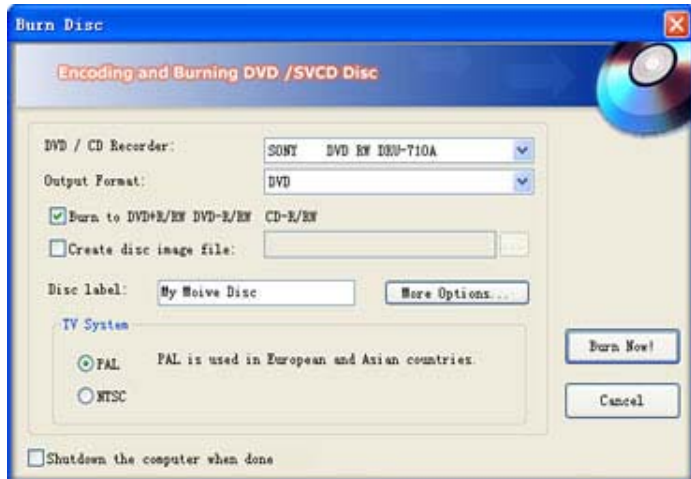 Burn Disc
Encoding and Burning DVD /SVCD Disc
DVD / CD Recorder:
SONY DVD RW DRU-710A
Output Format:
DVD
Burn to DVD+R/RW DVD-R/RW CD-R/RW
Create disc image file:
...
Disc label:
My Moive Disc
More Options...
TV System
PAL
PAL is used in European and Asian countries.
NTSC
Burn Now!
Cancel
Shutdown the computer when done